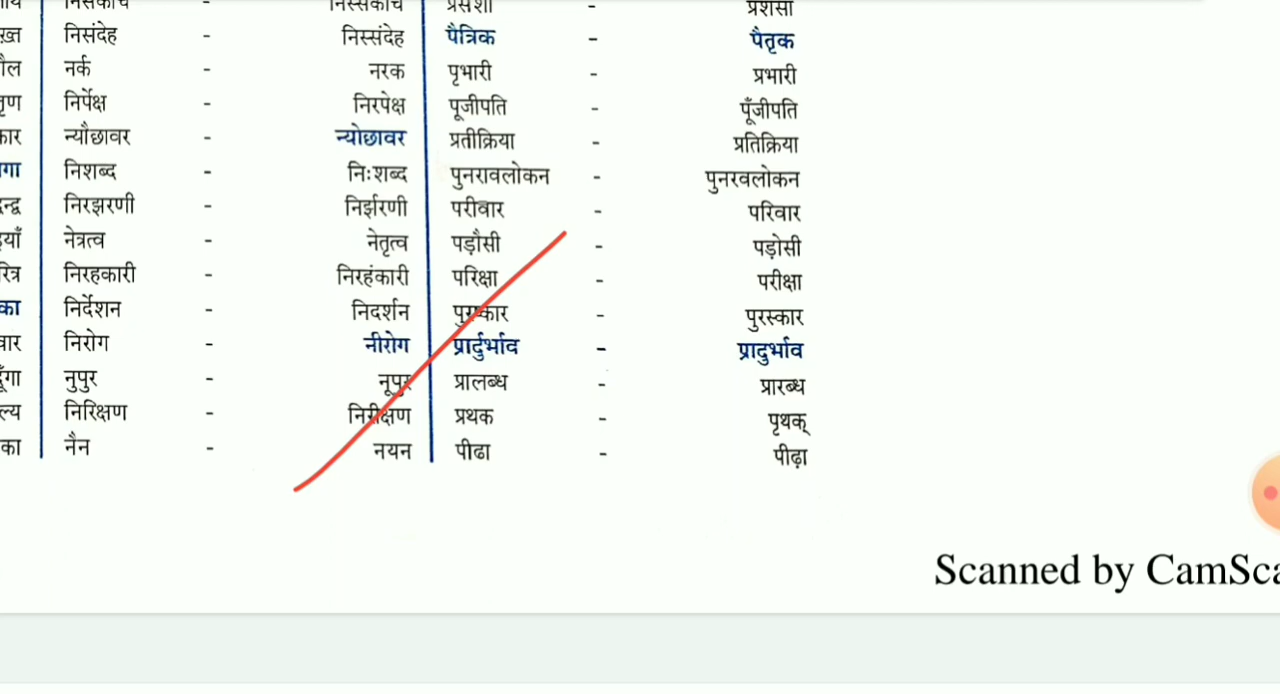 निसंकोच - निस्संकोच प्रसंशा - प्रशंसा
निसंदेह - निस्संदेह पैत्रिक - पैतृक
नर्क - नरक पृभारी - प्रभारी
निर्पेक्ष - निरपेक्ष पूजीपति - पूँजीपति
न्यौछावर - न्योछावर प्रतीक्रिया - प्रतिक्रिया
निशब्द - निःशब्द पुनरावलोकन - पुनरवलोकन
निरझरणी - निर्झरणी परीवार - परिवार
नेत्रत्व - नेतृत्व पड़ौसी - पड़ोसी
निरहकारी - निरहंकारी परिक्षा - परीक्षा
निर्देशन - निदर्शन पुरष्कार - पुरस्कार
निरोग - नीरोग प्रार्दुर्भाव - प्रादुर्भाव
नुपुर - नूपुर प्रालब्ध - प्रारब्ध
निरिक्षण - निरीक्षण प्रथक - पृथक्
नैन - नयन पीढा - पीढ़ा
Scanned by CamSca